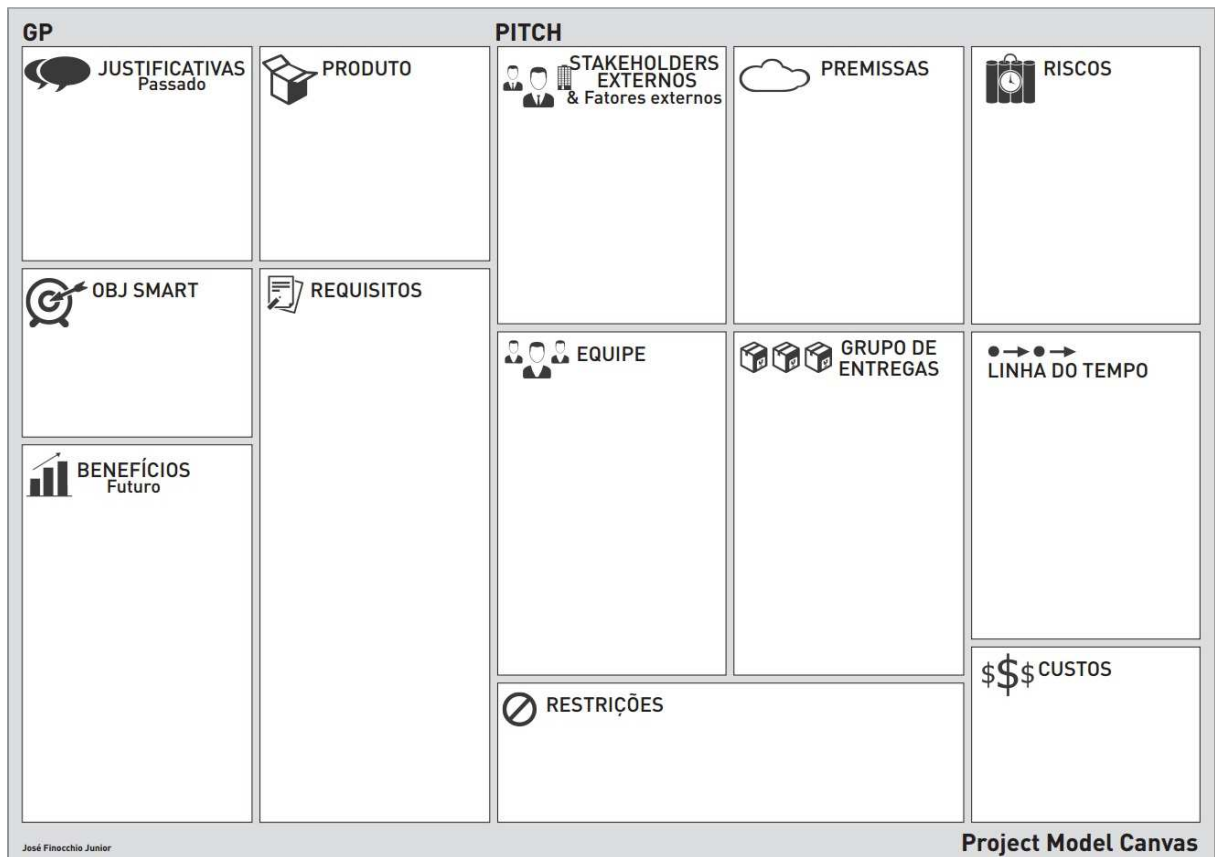 GP
PITCH
JUSTIFICATIVAS
Passado
PRODUTO
STAKEHOLDERS
EXTERNOS
& Fatores externos
PREMISSAS
RISCOS
OBJ SMART
REQUISITOS
EQUIPE
GRUPO DE
ENTREGAS
LINHA DO TEMPO
BENEFÍCIOS
Futuro
RESTRIÇÕES
$$$ CUSTOS
José Finocchio Junior
Project Model Canvas